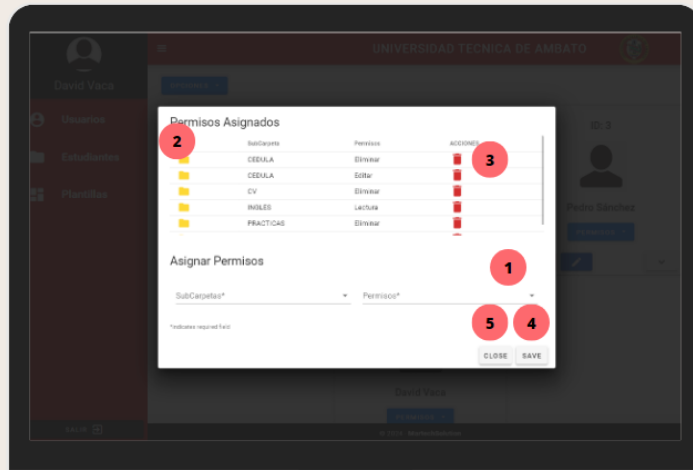 UNIVERSIDAD TECNICA DE AMBATO
David Vaca
Usuarios
Estudiantes
Plantillas
ID: 3
Pedro Sanchez
Permisos Asignados
2
SubCarpeta Permisos ACCIONES
3
CEDULA Eliminar
CEDULA Editar
CV Eliminar
INGLES Lectura
PRACTICAS Eliminar
Asignar Permisos
1
SubCarpetas* Permisos*
*indicates required field
5 4
CLOSE SAVE
David Vaca
SALIR